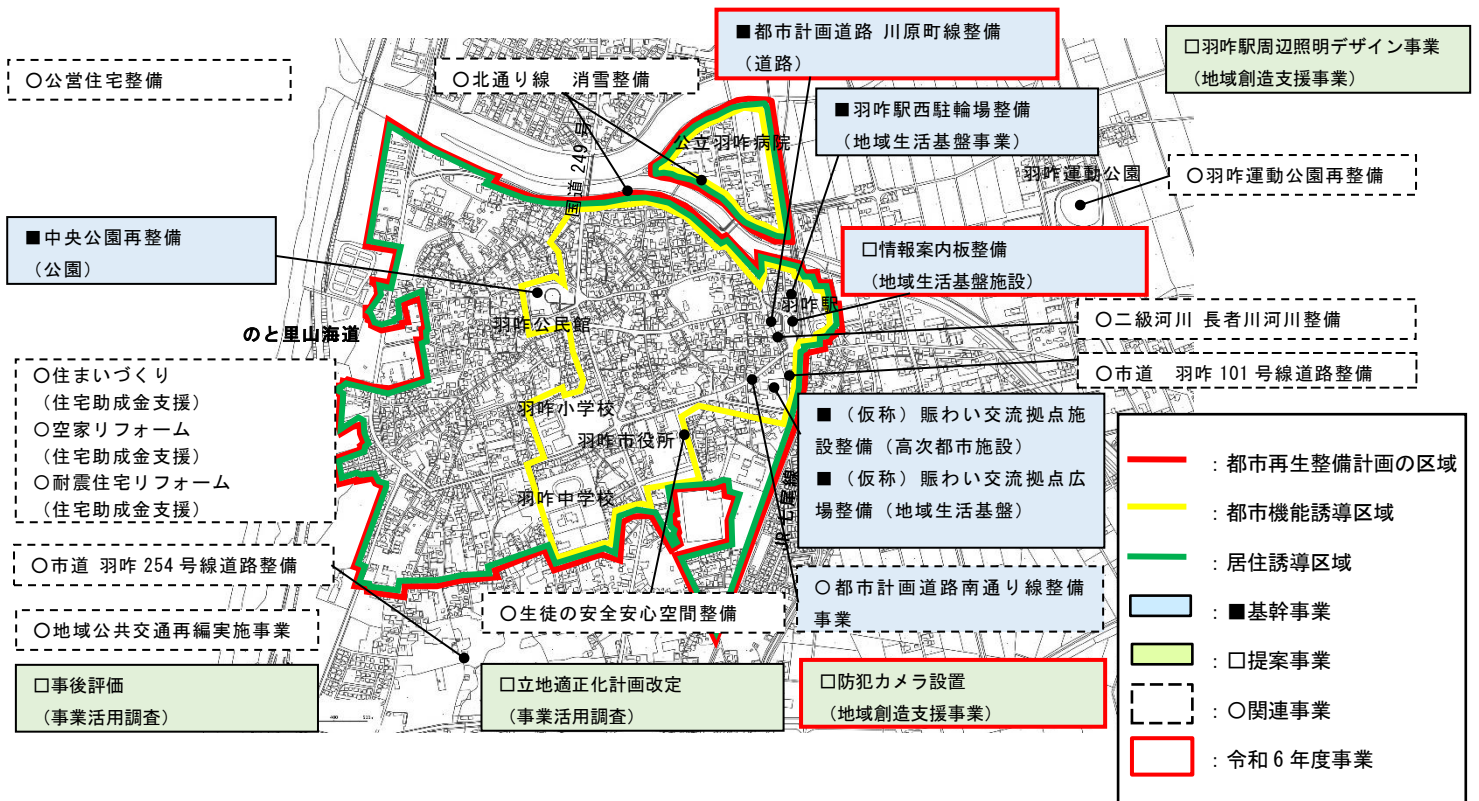 ■都市計画道路 川原町線整備
（道路）
□羽咋駅周辺照明デザイン事業
（地域創造支援事業）
○公営住宅整備
○北通り線 消雪整備
■羽咋駅西駐輪場整備
（地域生活基盤事業）
公立羽咋病院
国道 249 号
羽咋運動公園
○羽咋運動公園再整備
■中央公園再整備
（公園）
□情報案内板整備
（地域生活基盤施設）
羽咋駅
羽咋公民館
○二級河川 長者川河川整備
のと里山海道
○市道 羽咋 101 号線道路整備
○住まいづくり
（住宅助成金支援）
○空家リフォーム
（住宅助成金支援）
○耐震住宅リフォーム
（住宅助成金支援）
羽咋小学校
羽咋市役所
■（仮称）賑わい交流拠点施
設整備（高次都市施設）
■（仮称）賑わい交流拠点広
場整備（地域生活基盤）
羽咋中学校
JR 七尾線
○市道 羽咋 254 号線道路整備
○都市計画道路南通り線整備
事業
○生徒の安全安心空間整備
○地域公共交通再編実施事業
□事後評価
（事業活用調査）
□立地適正化計画改定
（事業活用調査）
□防犯カメラ設置
（地域創造支援事業）
：都市再生整備計画の区域
：都市機能誘導区域
：居住誘導区域
：■基幹事業
：□提案事業
：○関連事業
：令和６年度事業